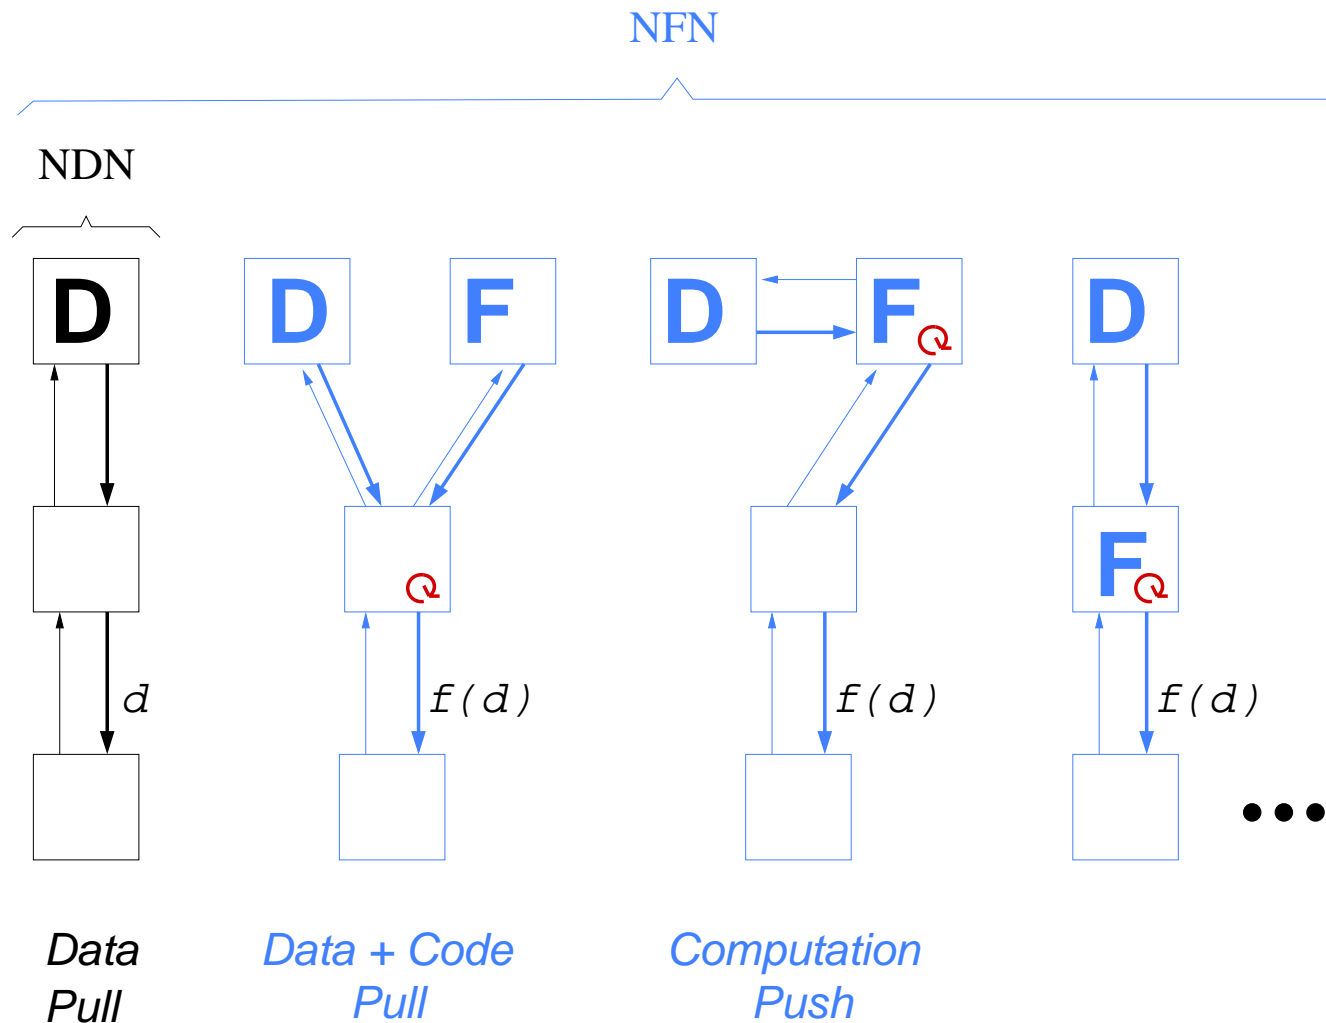 NFN
NDN
D
D
F
D
F
D
F
d
f(d)
f(d)
f(d)
Data
Pull
Data + Code
Pull
Computation
Push